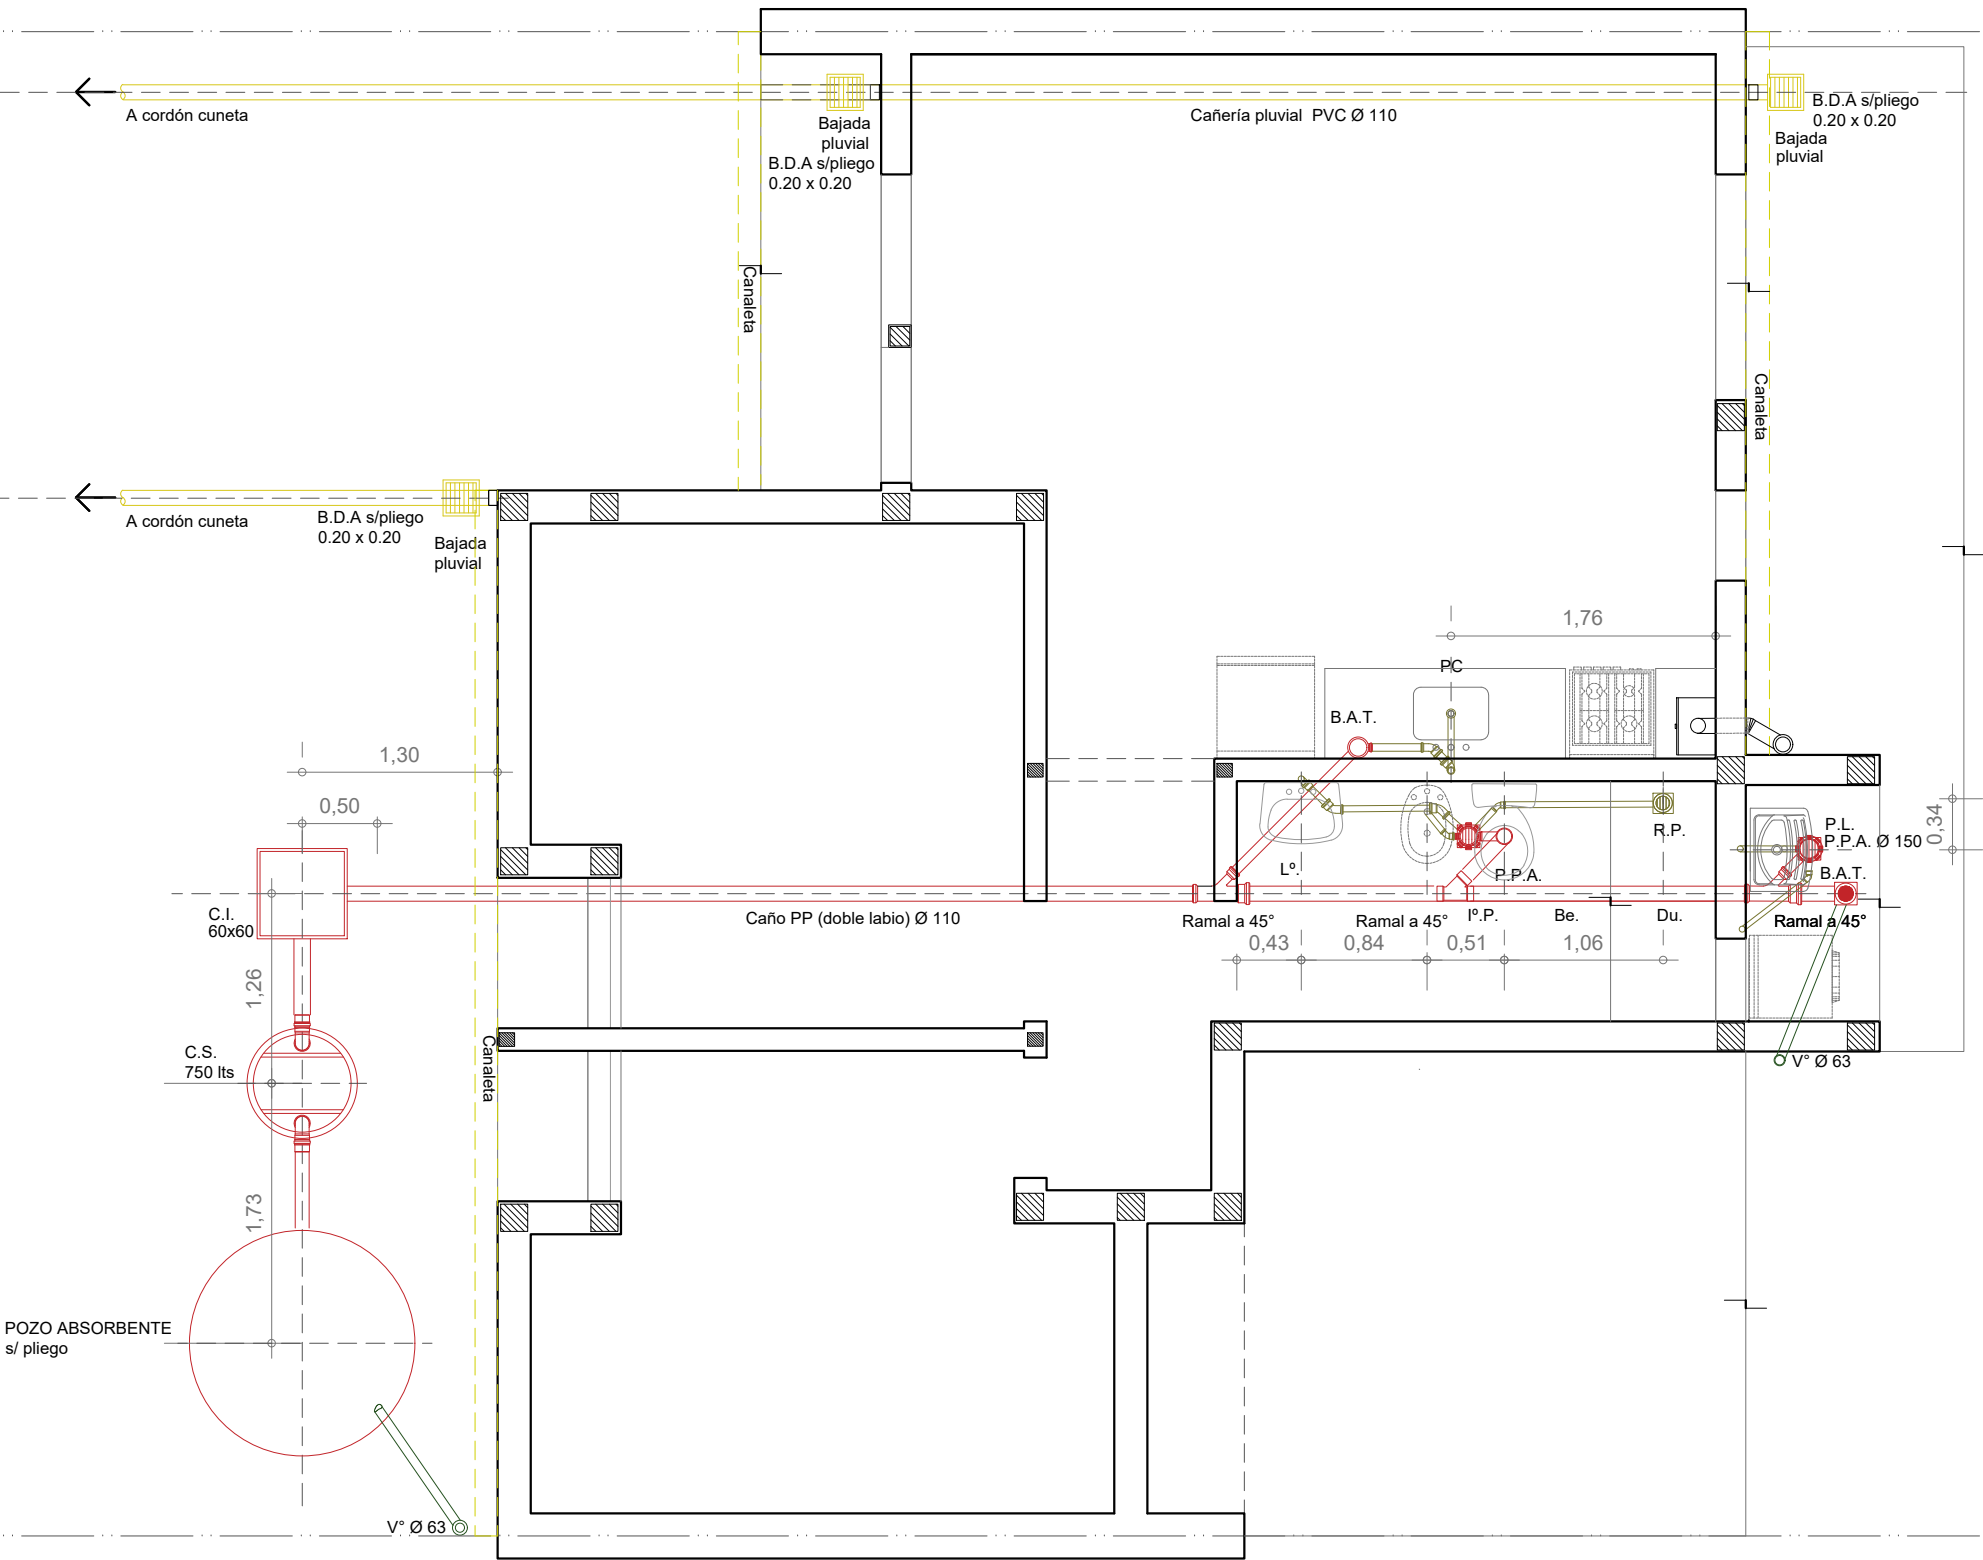 A cordón cuneta
Bajada
pluvial
B.D.A s/pliego
0.20 x 0.20
Cañería pluvial PVC Ø 110
B.D.A s/pliego
0.20 x 0.20
Bajada
pluvial
Canaleta
Canaleta
A cordón cuneta
B.D.A s/pliego
0.20 x 0.20
Bajada
pluvial
1,76
PC
B.A.T.
1,30
0,50
R.P.
P.L.
P.P.A. Ø 150
0,34
Lº.
P.P.A.
B.A.T.
C.I.
60x60
Caño PP (doble labio) Ø 110
Ramal a 45°
Ramal a 45°
Iº.P.
Be.
Du.
Ramal a 45°
0,43
0,84
0,51
1,06
1,26
C.S.
750 lts
Canaleta
V° Ø 63
1,73
POZO ABSORBENTE
s/ pliego
V° Ø 63